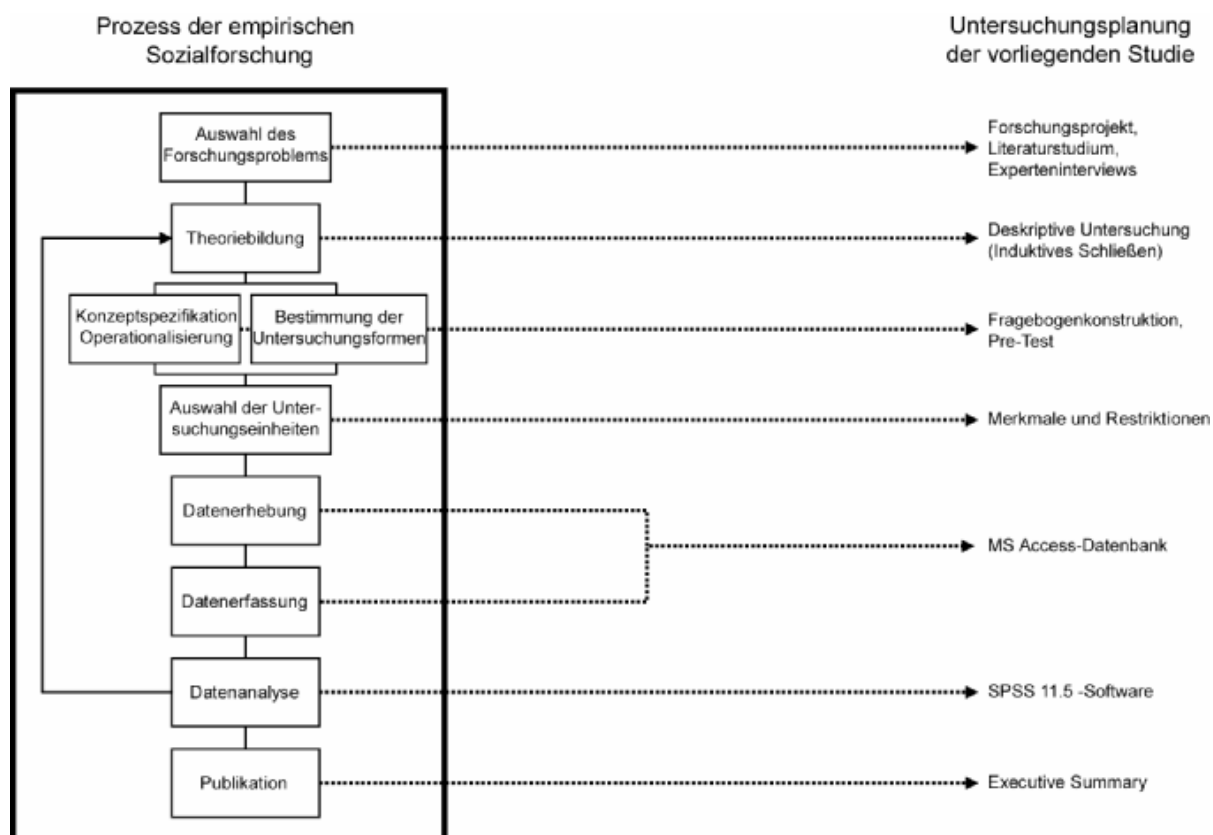 Prozess der empirischen
Sozialforschung
Untersuchungsplanung
der vorliegenden Studie
Auswahl des
Forschungsproblems
Forschungsprojekt,
Literaturstudium,
Experteninterviews
Theoriebildung
Deskriptive Untersuchung
(Induktives Schließen)
Konzeptspezifikation
Operationalisierung
Bestimmung der
Untersuchungsformen
Fragebogenkonstruktion,
Pre-Test
Auswahl der Unter-
suchungseinheiten
Merkmale und Restriktionen
Datenerhebung
MS Access-Datenbank
Datenerfassung
Datenanalyse
SPSS 11.5 -Software
Publikation
Executive Summary